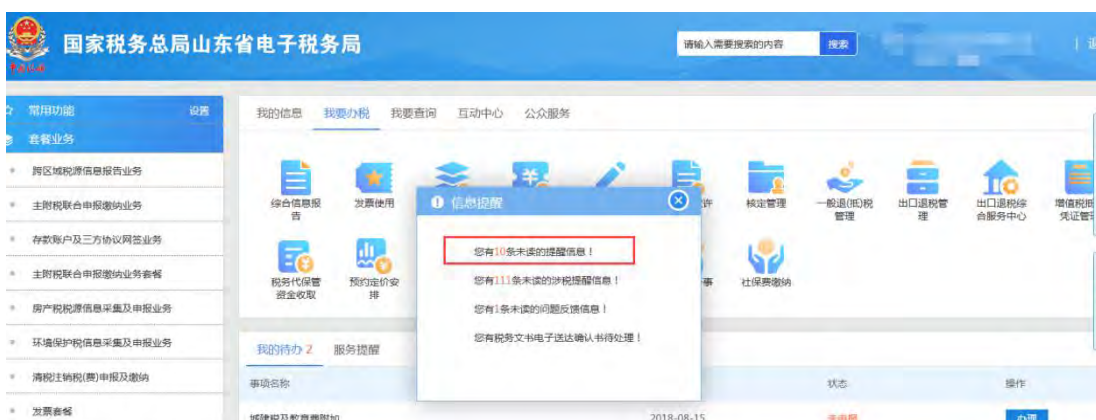 国家税务总局山东省电子税务局
请输入需要搜索的内容
搜索
常用功能
设置
套餐业务
跨区域税源信息报告业务
主附税联合申报缴纳业务
存款账户及三方协议网签业务
主附税联合申报缴纳业务套餐
房产税税源信息采集及申报业务
环境保护税信息采集及申报业务
清税注销税(费)申报及缴纳
发票套餐
我的信息 我要办税 我要查询 互动中心 公众服务
综合信息报告
发票使用
核定管理
一般退(抵)税管理
出口退税管理
出口退税综合服务中心
增值税抵
凭证管
税务代保管资金收取
预约定价安排
事
社保费缴纳
信息提醒
您有10条未读的提醒信息!
您有111条未读的涉税提醒信息!
您有1条未读的问题反馈信息!
您有税务文书电子送达确认书待处理!
我的待办 2 服务提醒
事项名称
状态
操作
城建税及教育费附加
2018-08-15
未申报
办理